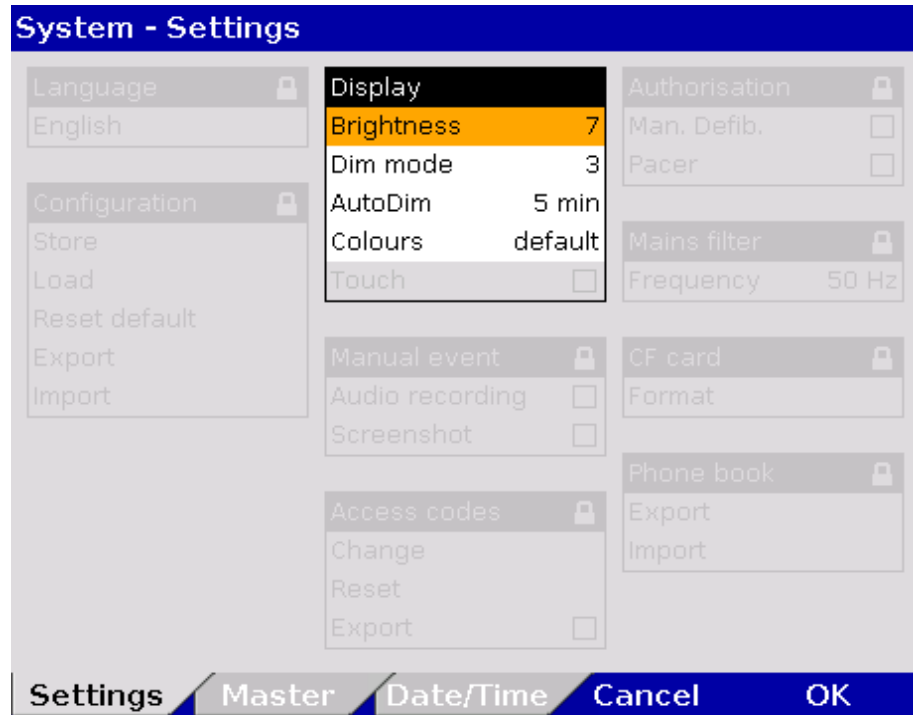 System - Settings
Language
English
Configuration
Store
Load
Reset default
Export
Import
Display
Brightness 7
Dim mode 3
AutoDim 5 min
Colours default
Touch
Manual event
Audio recording
Screenshot
Access codes
Change
Reset
Export
Authorisation
Man. Defib.
Pacer
Mains filter
Frequency 50 Hz
CF card
Format
Phone book
Export
Import
Settings Master Date/Time Cancel OK